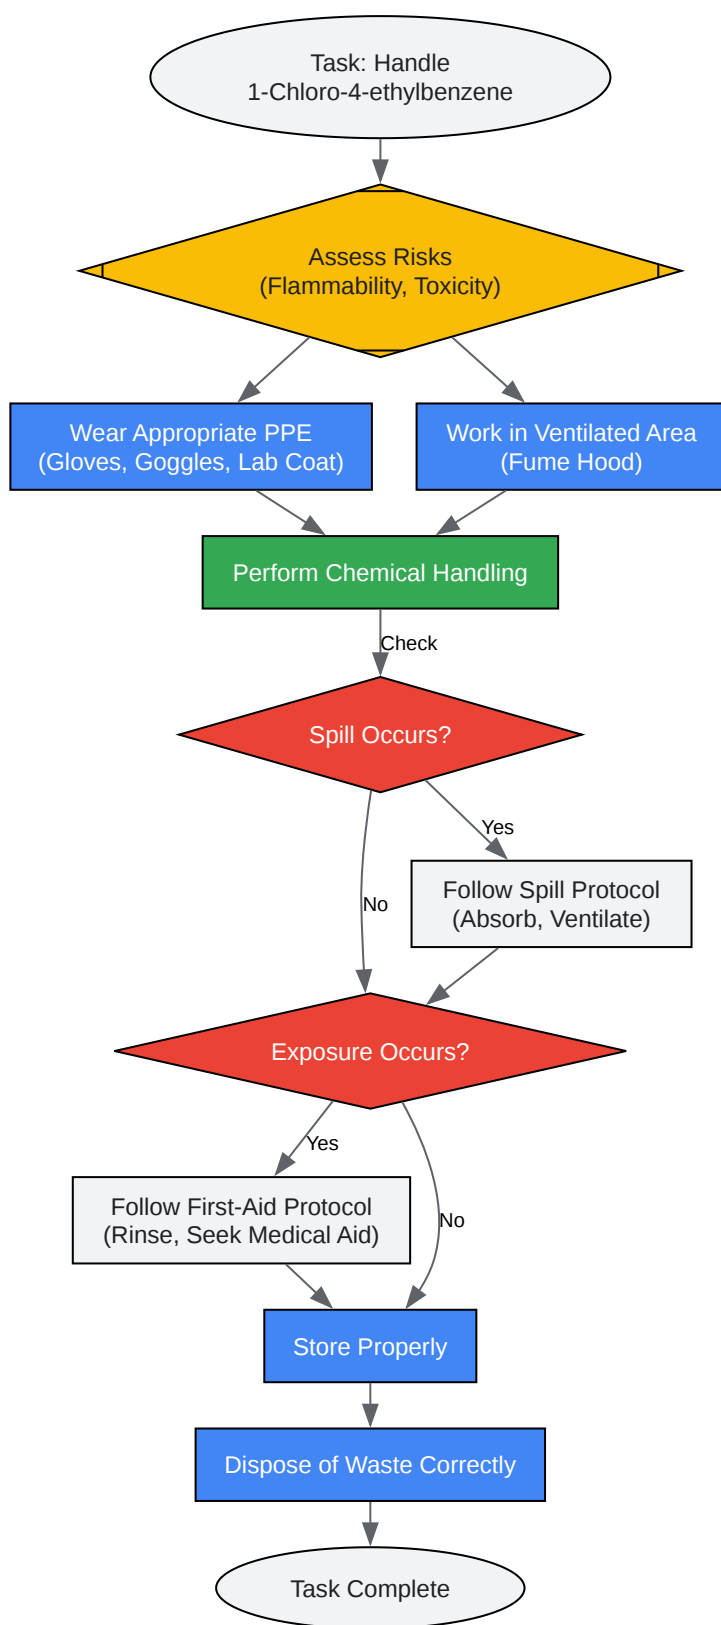 Task: Handle
1-Chloro-4-ethylbenzene
Assess Risks
(Flammability, Toxicity)
Wear Appropriate PPE
(Gloves, Goggles, Lab Coat)
Work in Ventilated Area
(Fume Hood)
Perform Chemical Handling
Check
Spill Occurs?
Yes
Follow Spill Protocol
(Absorb, Ventilate)
No
Exposure Occurs?
Yes
Follow First-Aid Protocol
(Rinse, Seek Medical Aid)
No
Store Properly
Dispose of Waste Correctly
Task Complete